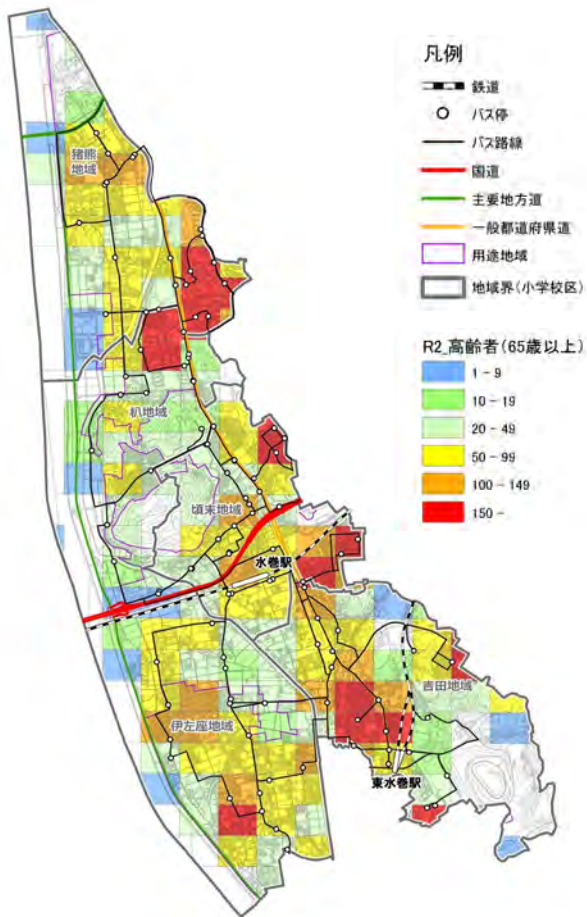 凡例
鉄道
バス停
バス路線
国道
主要地方道
一般都道府県道
用途地域
地域界(小学校区)
R2_高齢者(65歳以上)
1 - 9
10 - 19
20 - 49
50 - 99
100 - 149
150 -
猪熊
地域
杁地域
頃末地域
水巻駅
吉田地域
伊左座地域
東水巻駅